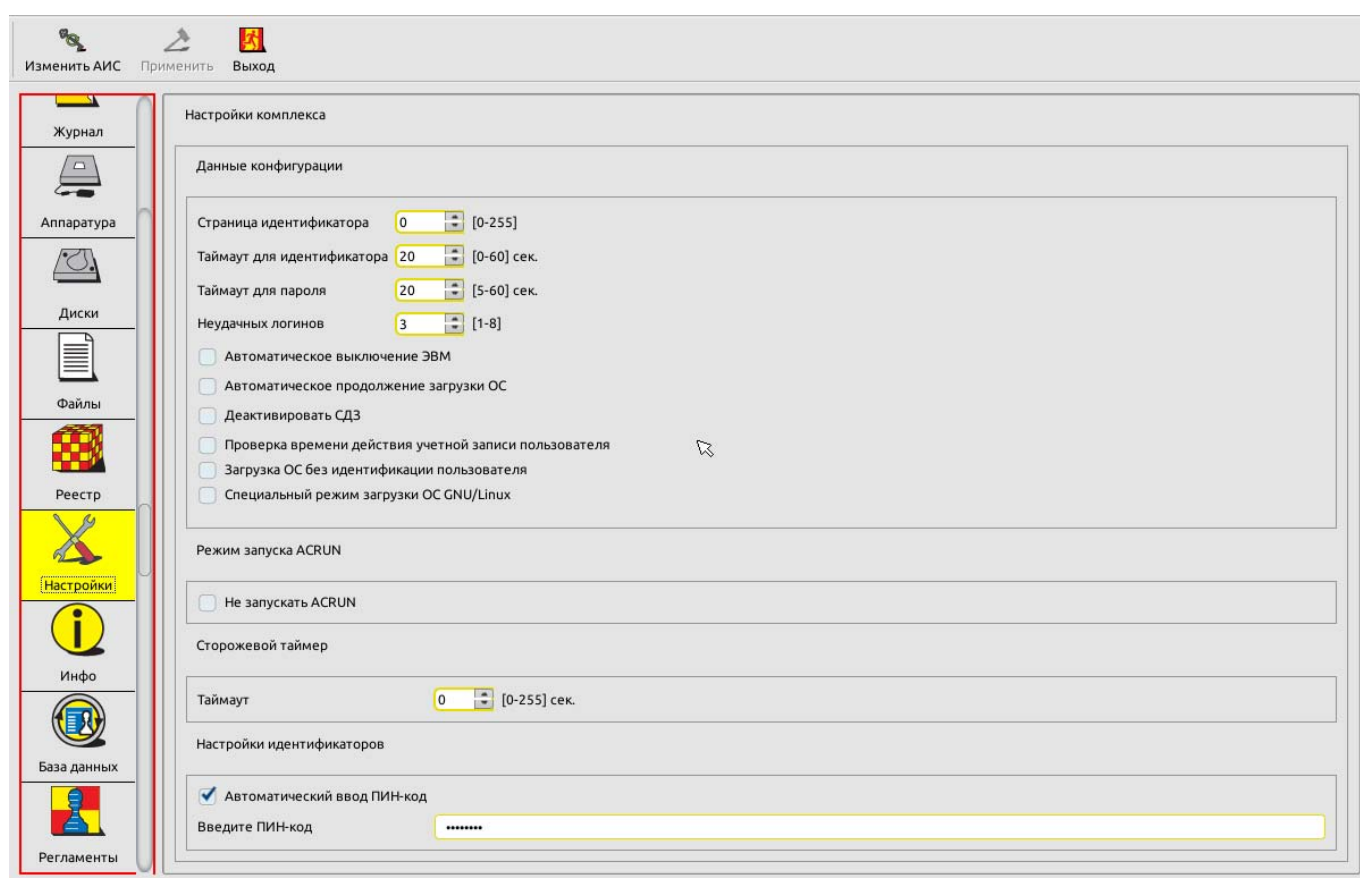 Изменить АИС Применить Выход
Журнал
Аппаратура
Диски
Файлы
Реестр
Настройки
Инфо
База данных
Регламенты
Настройки комплекса
Данные конфигурации
Страница идентификатора 0 [0-255]
Таймаут для идентификатора 20 [0-60] сек.
Таймаут для пароля 20 [5-60] сек.
Неудачных логинов 3 [1-8]
Автоматическое выключение ЭВМ
Автоматическое продолжение загрузки ОС
Деактивировать СДЗ
Проверка времени действия учетной записи пользователя
Загрузка ОС без идентификации пользователя
Специальный режим загрузки ОС GNU/Linux
Режим запуска ACRUN
Не запускать ACRUN
Сторожевой таймер
Таймаут 0 [0-255] сек.
Настройки идентификаторов
Автоматический ввод ПИН-код
Введите ПИН-код ••••••••